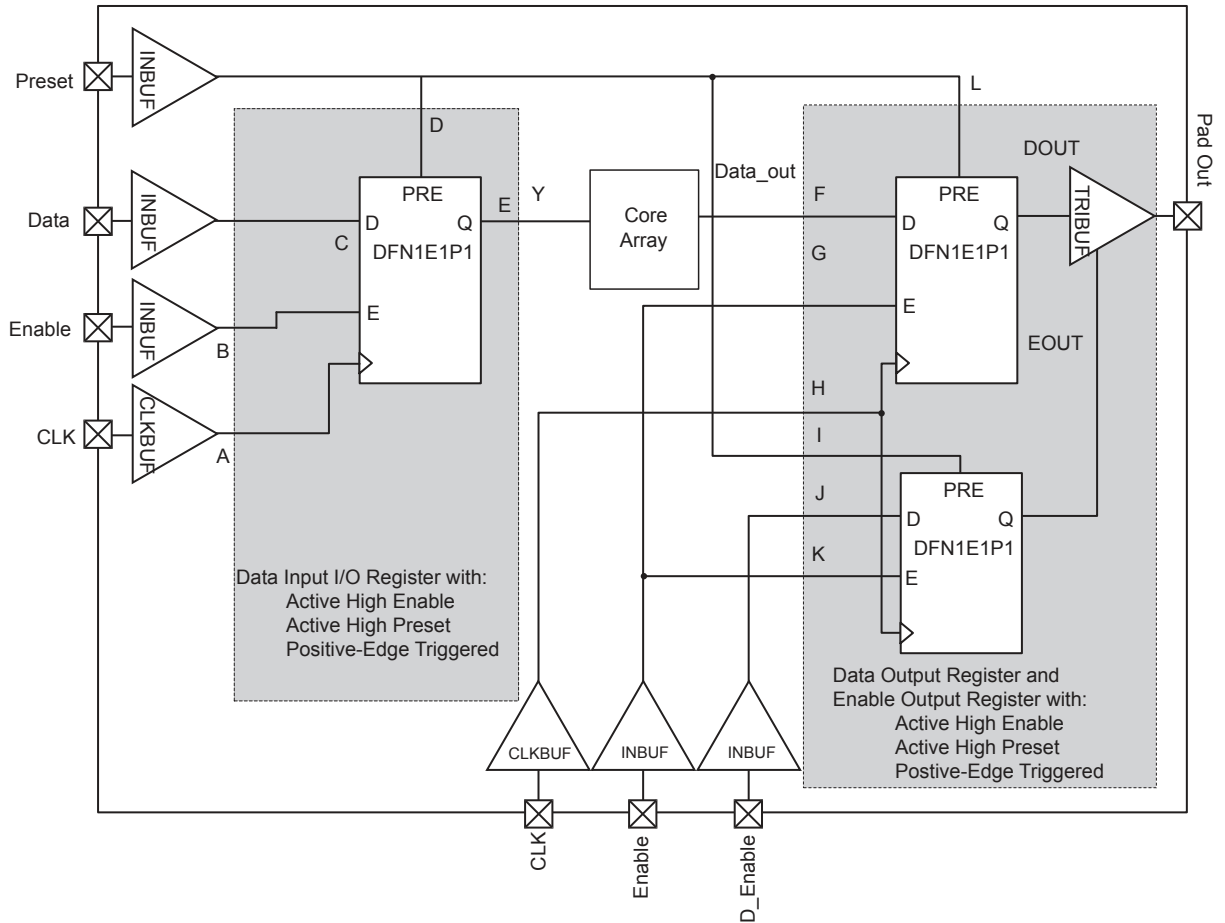 Preset
INBUF
L
D
Pad Out
DOUT
Data
INBUF
PRE
D
Q
C
DFN1E1P1
E
Y
Core
Array
Data_out
F
G
PRE
D
Q
DFN1E1P1
TRIBUF
Enable
INBUF
B
E
E
EOUT
CLK
CLKBUF
A
H
I
J
K
PRE
D
Q
DFN1E1P1
E
Data Input I/O Register with:
Active High Enable
Active High Preset
Positive-Edge Triggered
Data Output Register and
Enable Output Register with:
Active High Enable
Active High Preset
Postive-Edge Triggered
CLKBUF
INBUF
INBUF
CLK
Enable
D_Enable